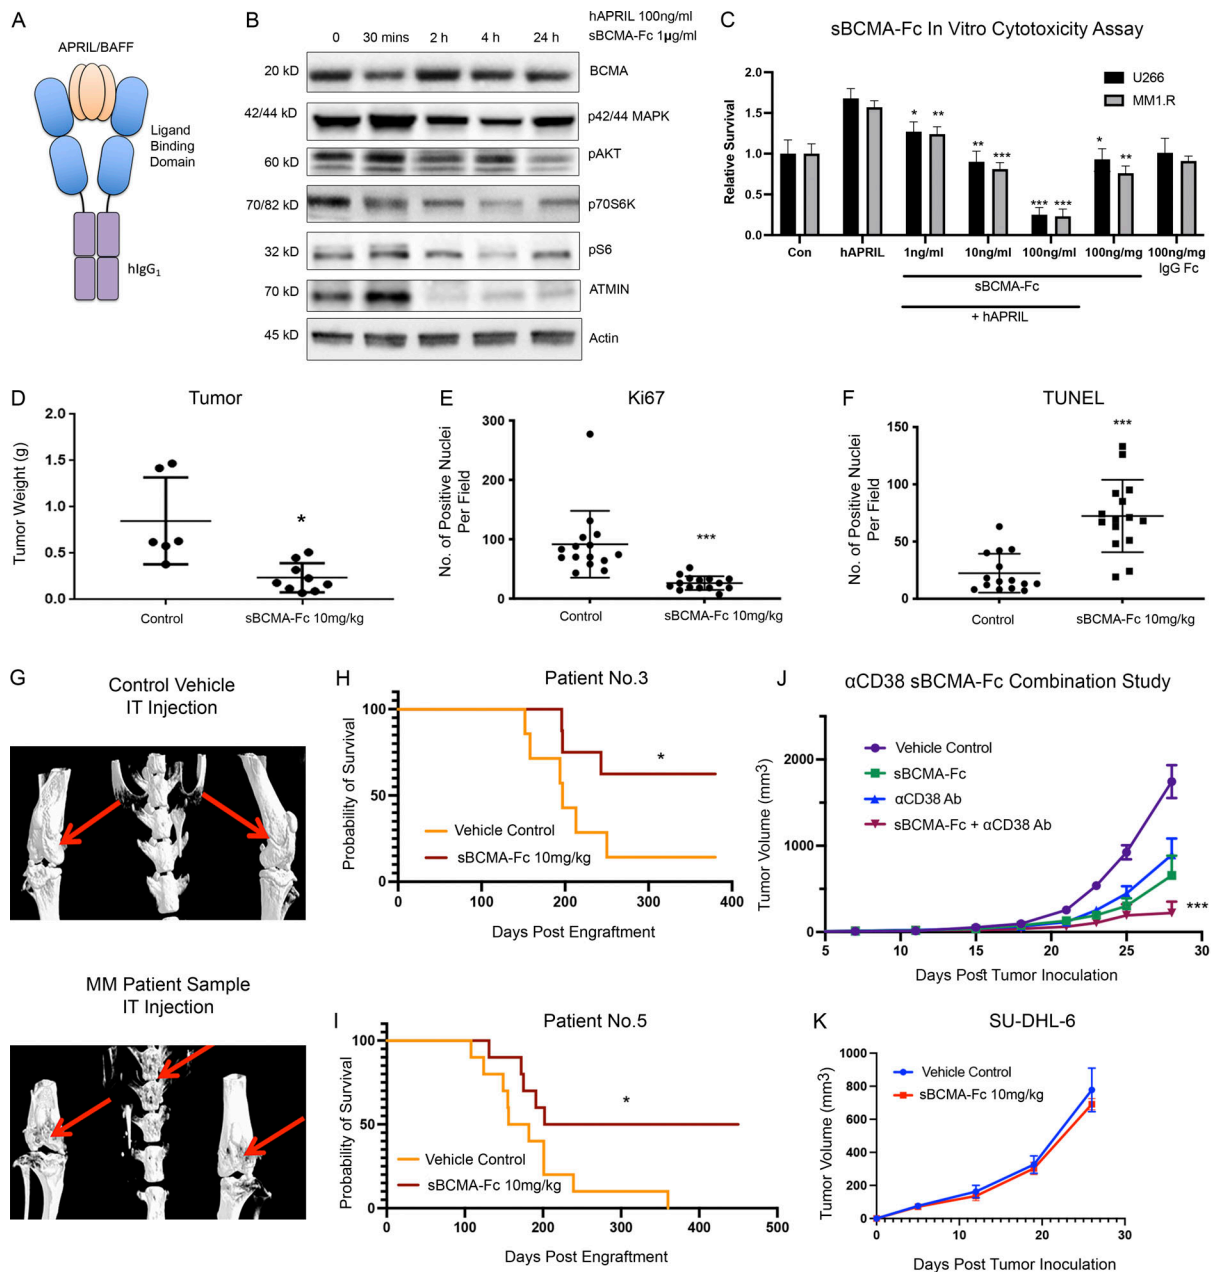 A
APRIL/BAFF
Ligand
Binding
Domain
hIgG1
B
hAPRIL 100ng/ml
0 30 mins 2 h 4 h 24 h sBCMA-Fc 1µg/ml
20 kD BCMA
42/44 kD p42/44 MAPK
60 kD pAKT
70/82 kD p70S6K
32 kD pS6
70 kD ATMIN
45 kD Actin
C
sBCMA-Fc In Vitro Cytotoxicity Assay
Relative Survival
2.0
1.5
1.0
0.5
0.0
U266
MM1.R
* ** ** *** *** *** * **
Con hAPRIL 1ng/ml 10ng/ml 100ng/ml 100ng/mg 100ng/mg
IgG Fc
sBCMA-Fc
+ hAPRIL
D
Tumor
Tumor Weight (g)
2.0
1.5
1.0
0.5
0.0
*
Control sBCMA-Fc 10mg/kg
E
Ki67
No. of Positive Nuclei
Per Field
300
200
100
0
***
Control sBCMA-Fc 10mg/kg
F
TUNEL
No. of Positive Nuclei
Per Field
150
100
50
0
***
Control sBCMA-Fc 10mg/kg
G
Control Vehicle
IT Injection
MM Patient Sample
IT Injection
H
Patient No.3
Probability of Survival
100
50
0
*
Vehicle Control
sBCMA-Fc 10mg/kg
0 100 200 300 400
Days Post Engraftment
I
Patient No.5
Probability of Survival
100
50
0
*
Vehicle Control
sBCMA-Fc 10mg/kg
0 100 200 300 400 500
Days Post Engraftment
J
αCD38 sBCMA-Fc Combination Study
Tumor Volume (mm3)
2000
1000
0
Vehicle Control
sBCMA-Fc
αCD38 Ab
sBCMA-Fc + αCD38 Ab
***
5 10 15 20 25 30
Days Post Tumor Inoculation
K
SU-DHL-6
Tumor Volume (mm3)
1000
800
600
400
200
0
Vehicle Control
sBCMA-Fc 10mg/kg
0 10 20 30
Days Post Tumor Inoculation